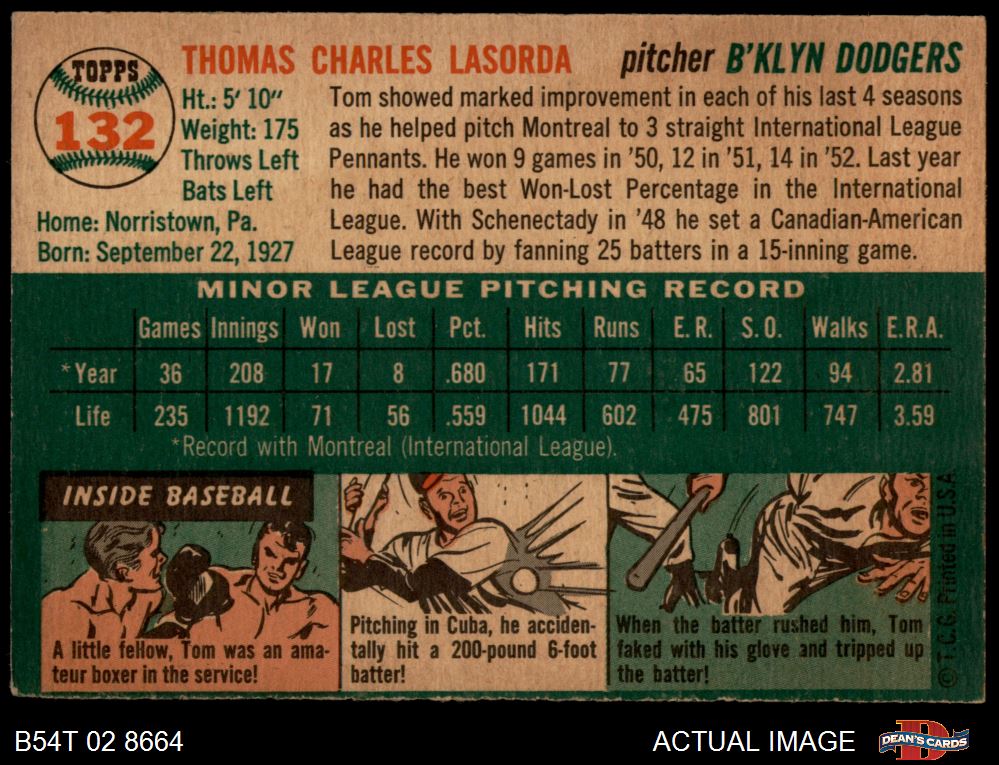 TOPPS
132
THOMAS CHARLES LASORDA pitcher B'KLYN DODGERS
Ht.: 5' 10"
Weight: 175
Throws Left
Bats Left
Home: Norristown, Pa.
Born: September 22, 1927
Tom showed marked improvement in each of his last 4 seasons
as he helped pitch Montreal to 3 straight International League
Pennants. He won 9 games in '50, 12 in '51, 14 in '52. Last year
he had the best Won-Lost Percentage in the International
League. With Schenectady in '48 he set a Canadian-American
League record by fanning 25 batters in a 15-inning game.
MINOR LEAGUE PITCHING RECORD
Games Innings Won Lost Pct. Hits Runs E.R. S.O. Walks E.R.A.
*Year 36 208 17 8 .680 171 77 65 122 94 2.81
Life 235 1192 71 56 .559 1044 602 475 801 747 3.59
*Record with Montreal (International League).
INSIDE BASEBALL
A little fellow, Tom was an ama-
teur boxer in the service!
Pitching in Cuba, he acciden-
tally hit a 200-pound 6-foot
batter!
When the batter rushed him, Tom
faked with his glove and tripped up
the batter!
© T.C.G. Printed in U.S.A.
B54T 02 8664
ACTUAL IMAGE
DEAN'S CARDS